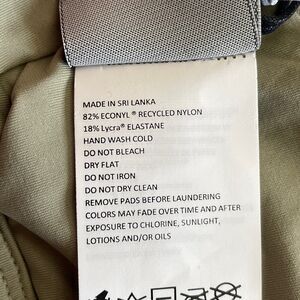 MADE IN SRI LANKA
82% ECONYL ® RECYCLED NYLON
18% Lycra® ELASTANE
HAND WASH COLD
DO NOT BLEACH
DRY FLAT
DO NOT IRON
DO NOT DRY CLEAN
REMOVE PADS BEFORE LAUNDERING
COLORS MAY FADE OVER TIME AND AFTER
EXPOSURE TO CHLORINE, SUNLIGHT,
LOTIONS AND/OR OILS